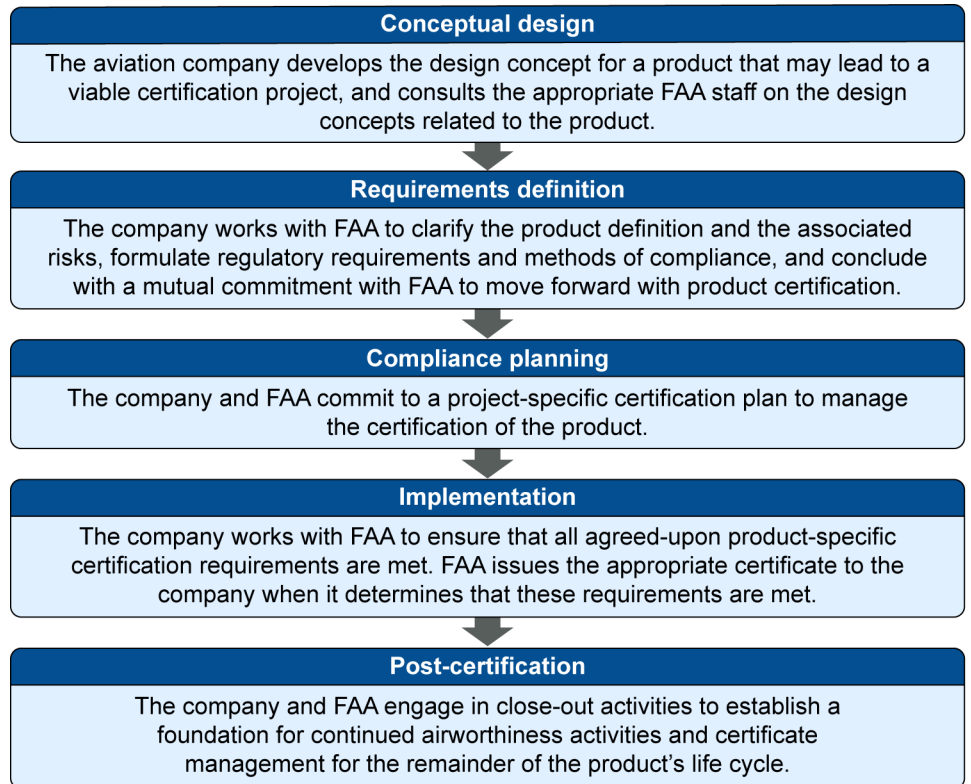 Conceptual design
The aviation company develops the design concept for a product that may lead to a
viable certification project, and consults the appropriate FAA staff on the design
concepts related to the product.
Requirements definition
The company works with FAA to clarify the product definition and the associated
risks, formulate regulatory requirements and methods of compliance, and conclude
with a mutual commitment with FAA to move forward with product certification.
Compliance planning
The company and FAA commit to a project-specific certification plan to manage
the certification of the product.
Implementation
The company works with FAA to ensure that all agreed-upon product-specific
certification requirements are met. FAA issues the appropriate certificate to the
company when it determines that these requirements are met.
Post-certification
The company and FAA engage in close-out activities to establish a
foundation for continued airworthiness activities and certificate
management for the remainder of the product's life cycle.